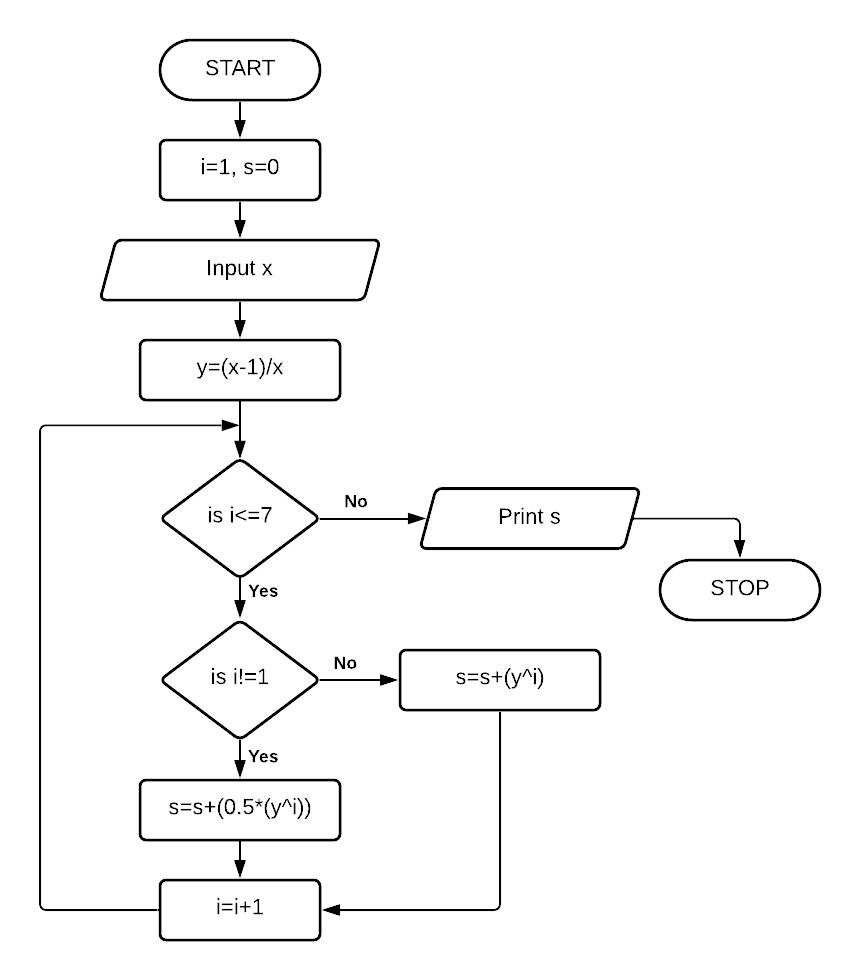 START
i=1, s=0
Input x
y=(x-1)/x
is i<=7
No
Print s
STOP
Yes
is i!=1
No
s=s+(y^i)
Yes
s=s+(0.5*(y^i))
i=i+1